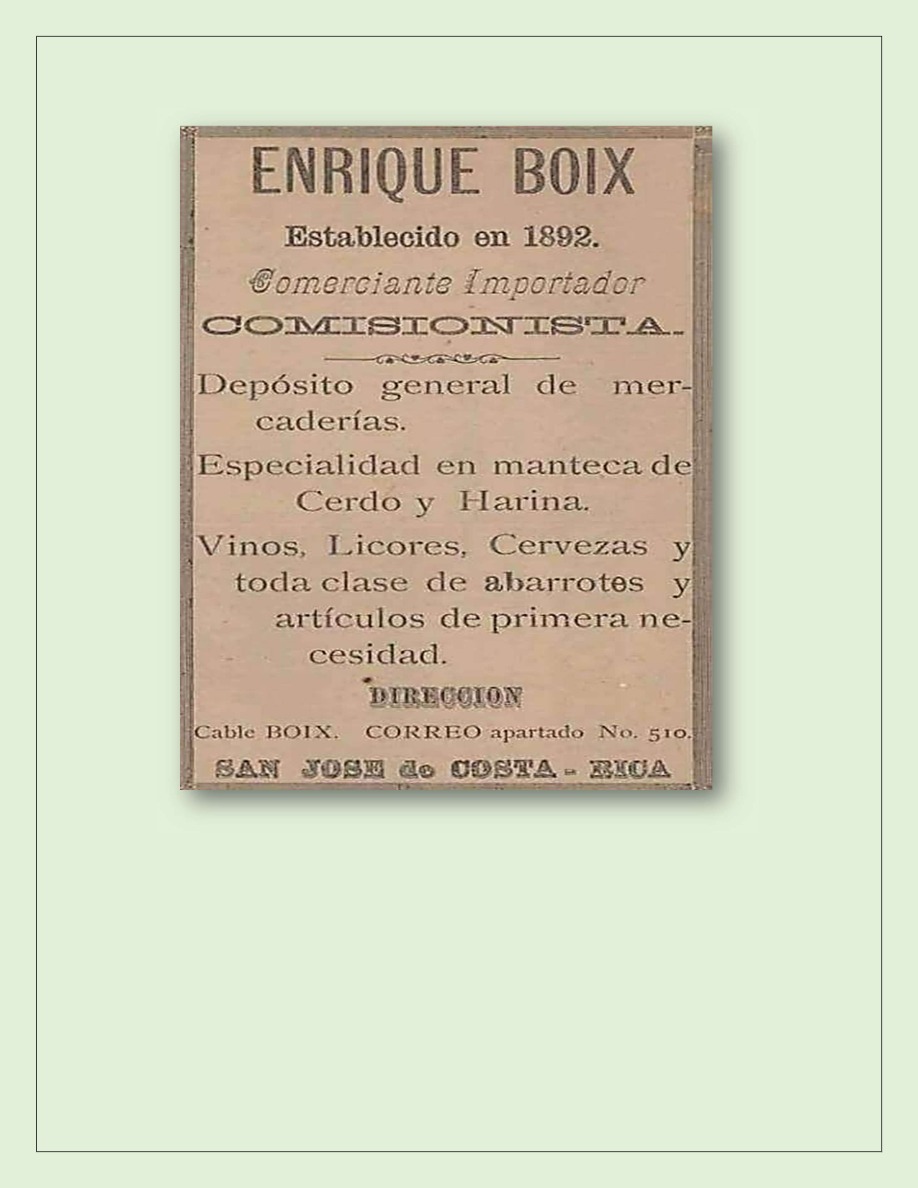 ENRIQUE BOIX
Establecido en 1892.
Comerciante Importador
COMISIONISTA.
Depósito general de mer-
caderías.
Especialidad en manteca de
Cerdo y Harina.
Vinos, Licores, Cervezas y
toda clase de abarrotes y
artículos de primera ne-
cesidad.
DIRECCION
Cable BOIX. CORREO apartado No. 510.
SAN JOSE de COSTA - RICA